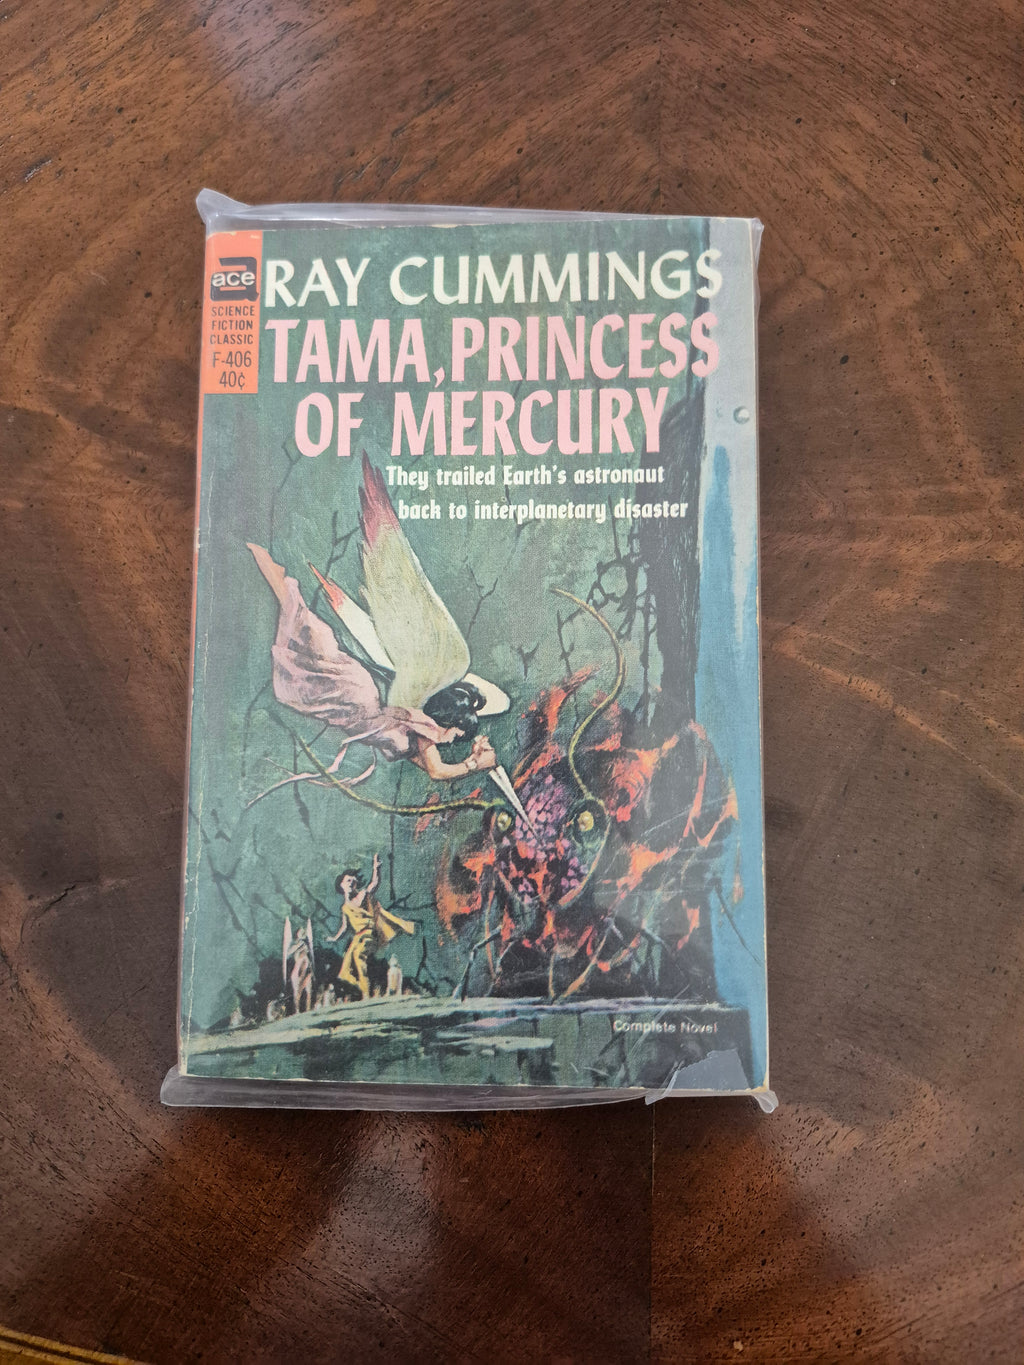 ace
SCIENCE
FICTION
CLASSIC
F-406
40¢
RAY CUMMINGS
TAMA, PRINCESS
OF MERCURY
They trailed Earth's astronaut
back to interplanetary disaster
Complete Novel